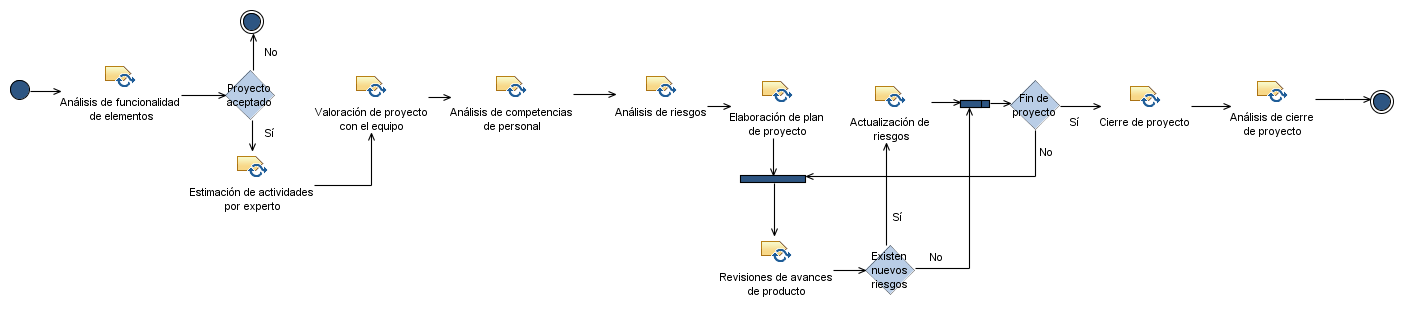 Análisis de funcionalidad
de elementos
Proyecto
aceptado
No
Sí
Estimación de actividades
por experto
Valoración de proyecto
con el equipo
Análisis de competencias
de personal
Análisis de riesgos
Elaboración de plan
de proyecto
Revisiones de avances
de producto
Existen
nuevos
riesgos
Sí
No
Actualización de
riesgos
Fin de
proyecto
Sí
No
Cierre de proyecto
Análisis de cierre
de proyecto